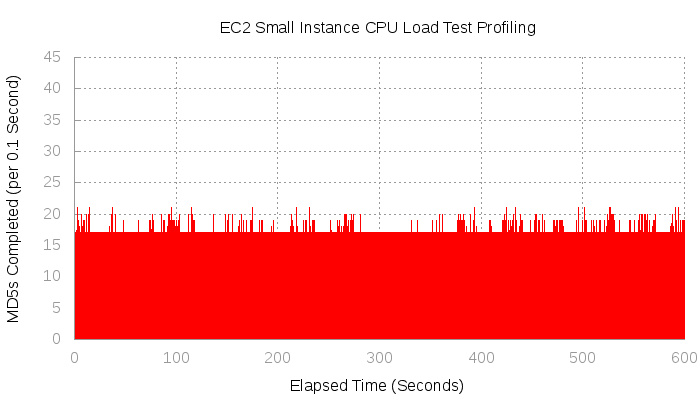 EC2 Small Instance CPU Load Test Profiling
MD5s Completed (per 0.1 Second)
45
40
35
30
25
20
15
10
5
0
0 100 200 300 400 500 600
Elapsed Time (Seconds)